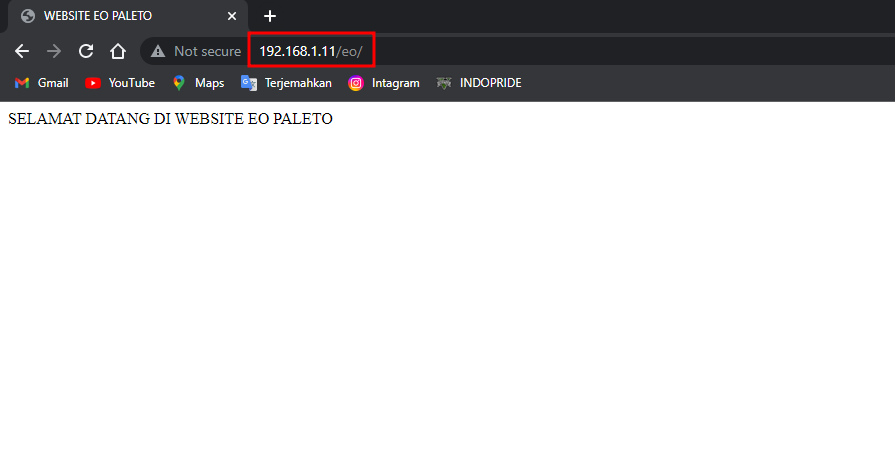 WEBSITE EO PALETO
Not secure 192.168.1.11/eo/
Gmail YouTube Maps Terjemahkan Intagram INDOPRIDE
SELAMAT DATANG DI WEBSITE EO PALETO